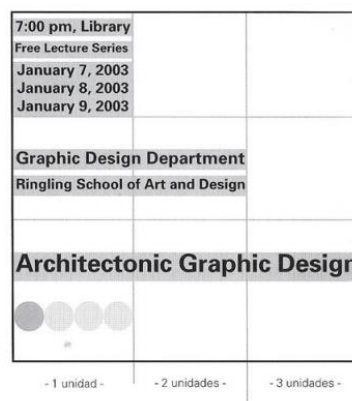 7:00 pm, Library
Free Lecture Series
January 7, 2003
January 8, 2003
January 9, 2003
Graphic Design Department
Ringling School of Art and Design
Architectonic Graphic Design
- 1 unidad -
- 2 unidades -
- 3 unidades -